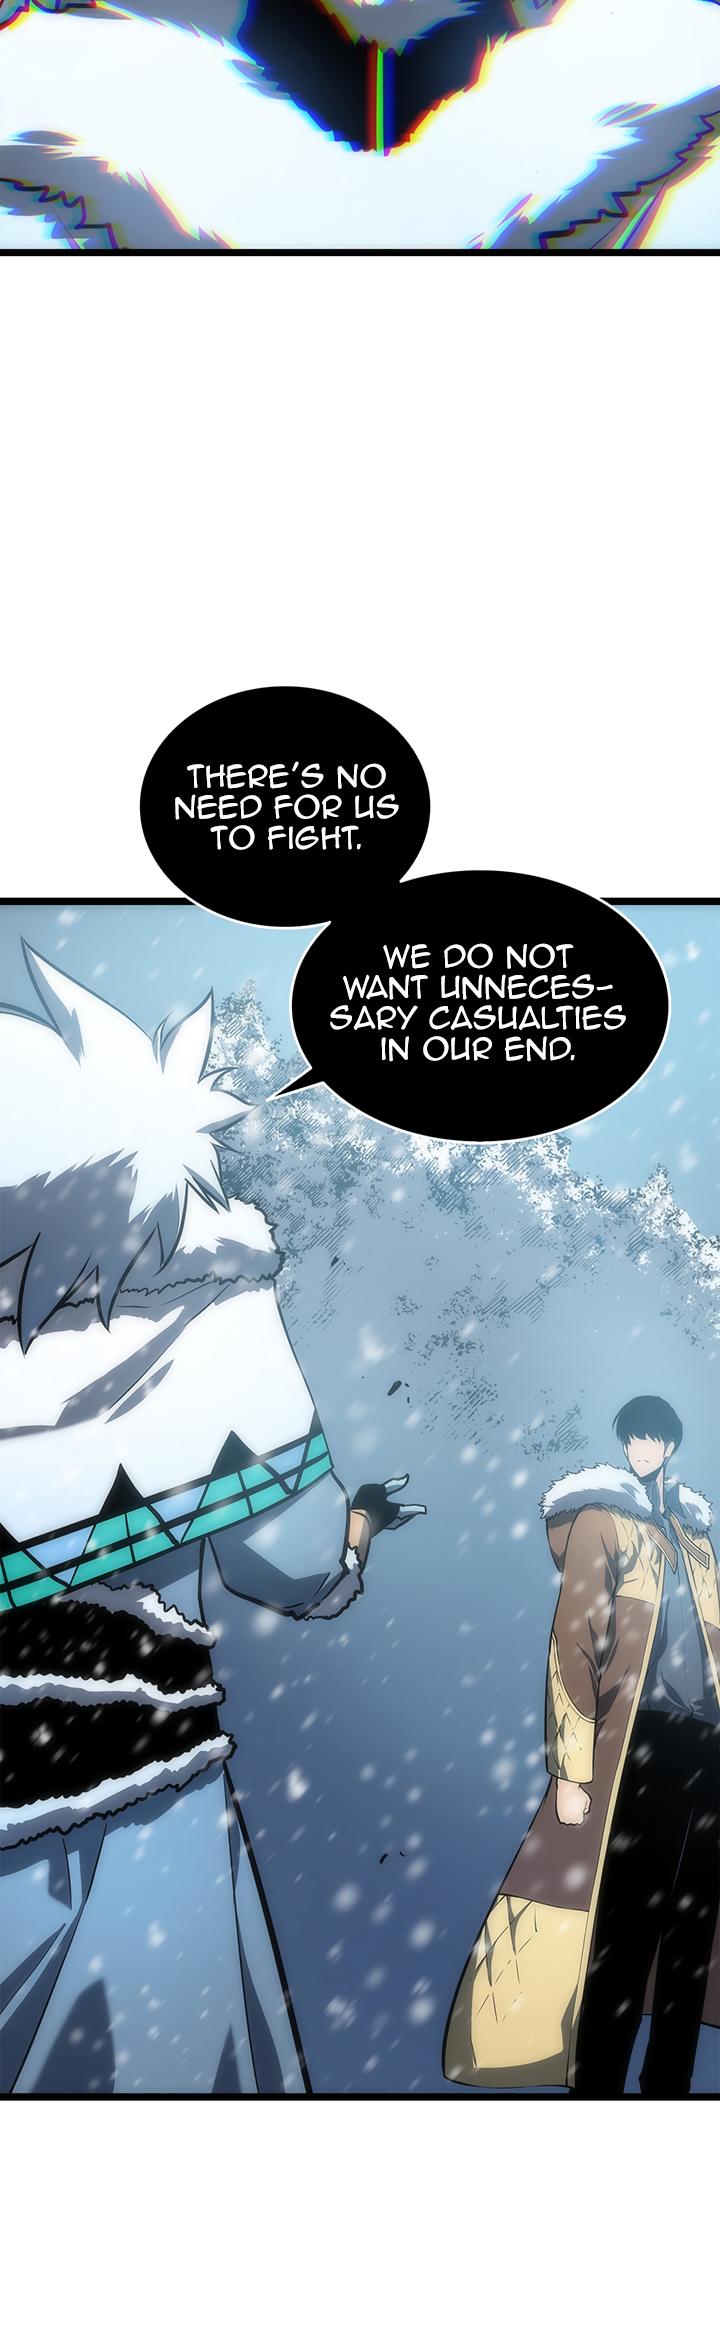 THERE'S NO
NEED FOR US
TO FIGHT.
WE DO NOT
WANT UNNECES-
SARY CASUALTIES
IN OUR END.